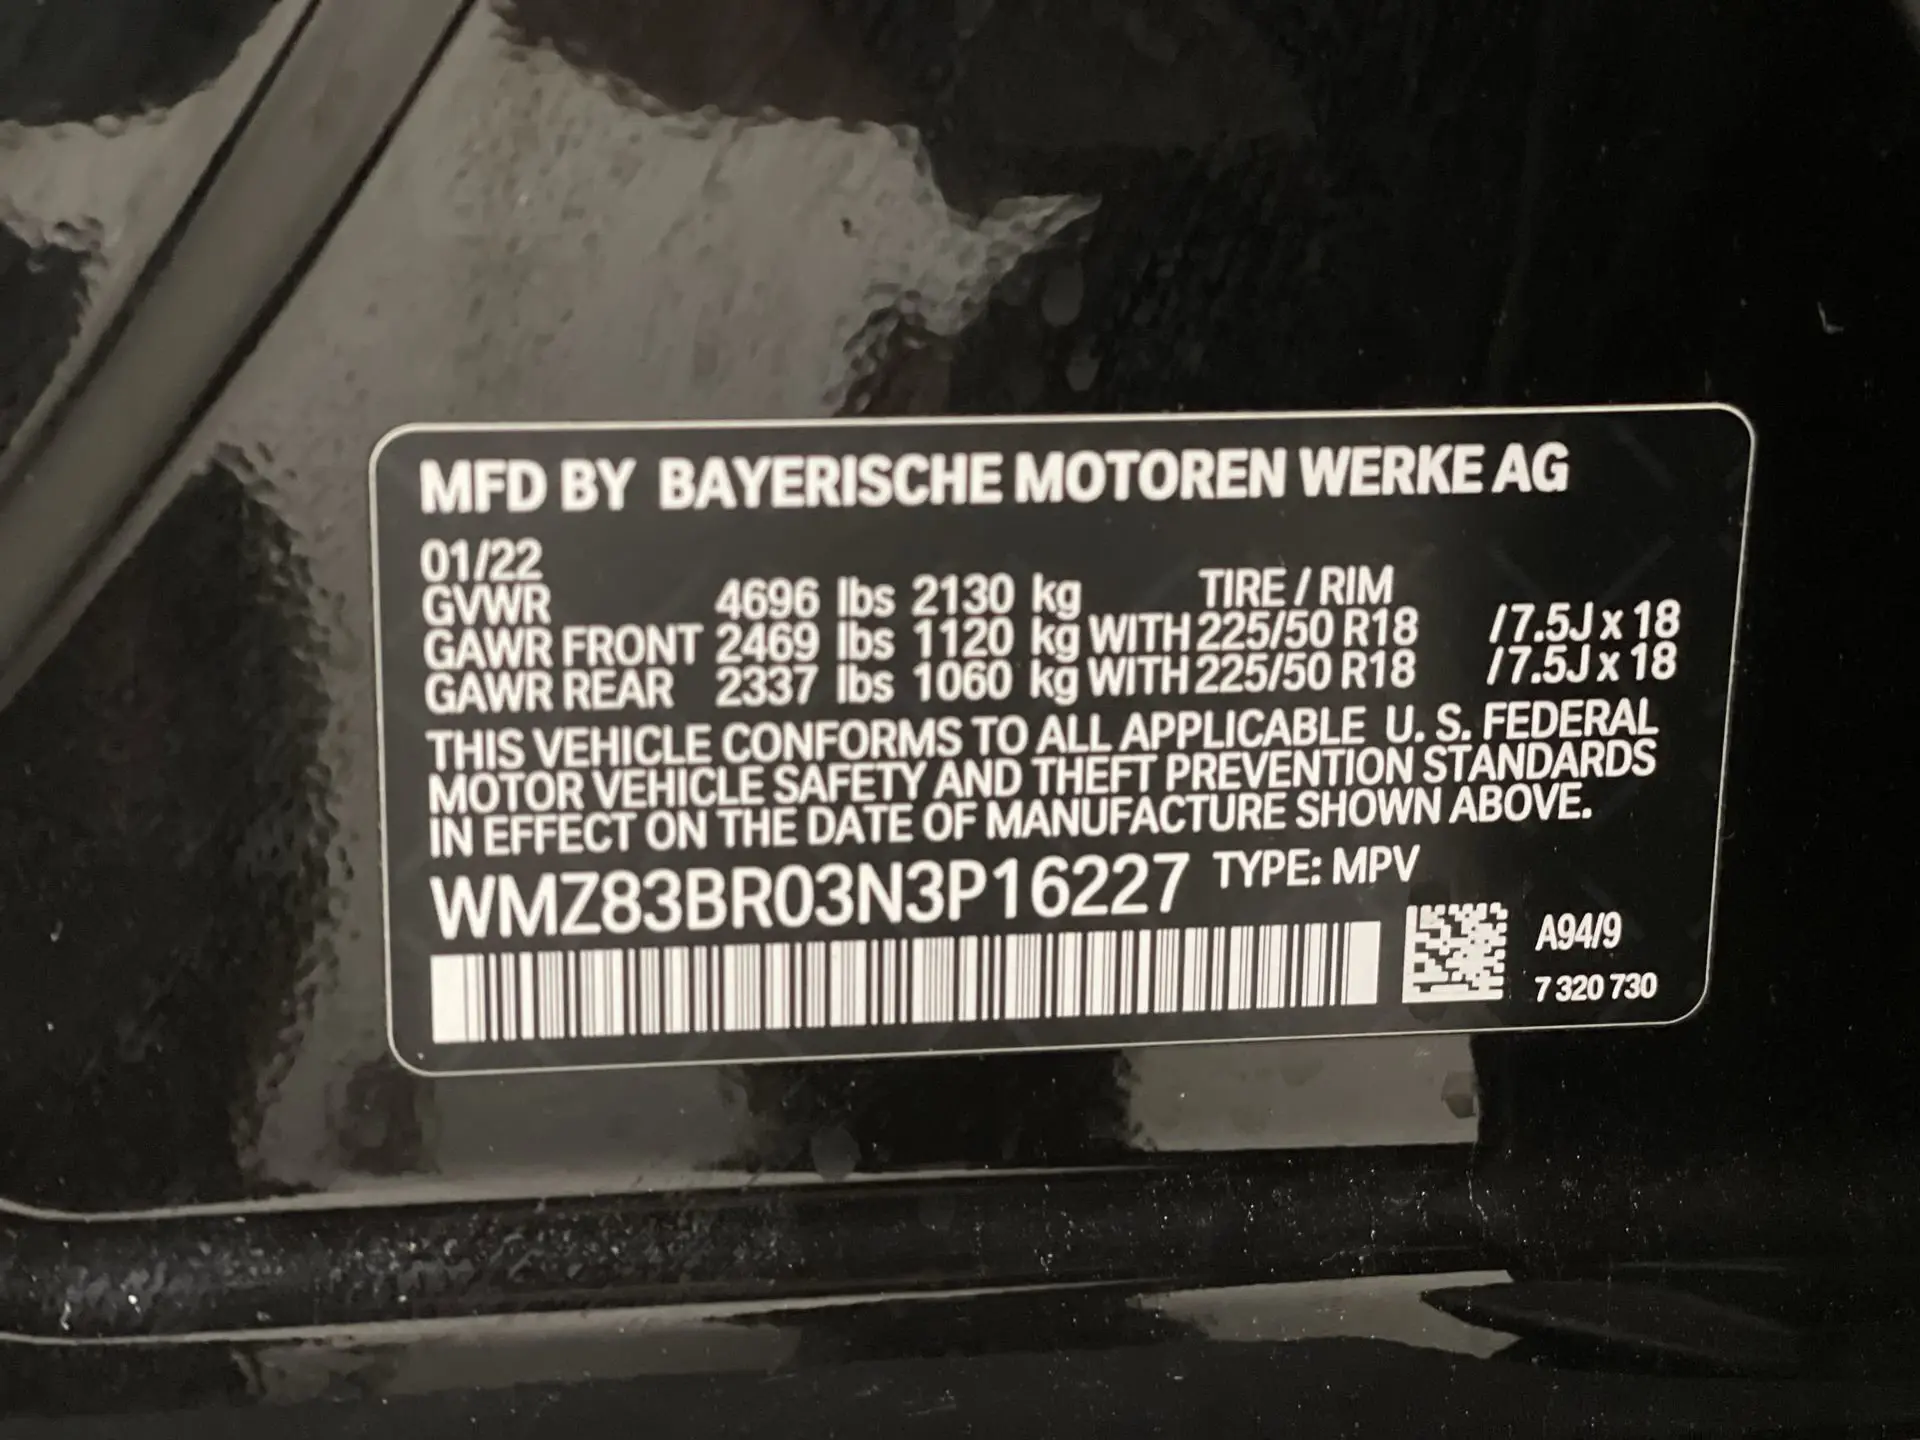 MFD BY BAYERISCHE MOTOREN WERKE AG
01/22 TIRE / RIM
GVWR 4696 lbs 2130 kg
GAWR FRONT 2469 lbs 1120 kg WITH 225/50 R18 /7.5J x 18
GAWR REAR 2337 lbs 1060 kg WITH 225/50 R18 /7.5J x 18
THIS VEHICLE CONFORMS TO ALL APPLICABLE U. S. FEDERAL
MOTOR VEHICLE SAFETY AND THEFT PREVENTION STANDARDS
IN EFFECT ON THE DATE OF MANUFACTURE SHOWN ABOVE.
WMZ83BR03N3P16227 TYPE: MPV
A94/9
7 320 730